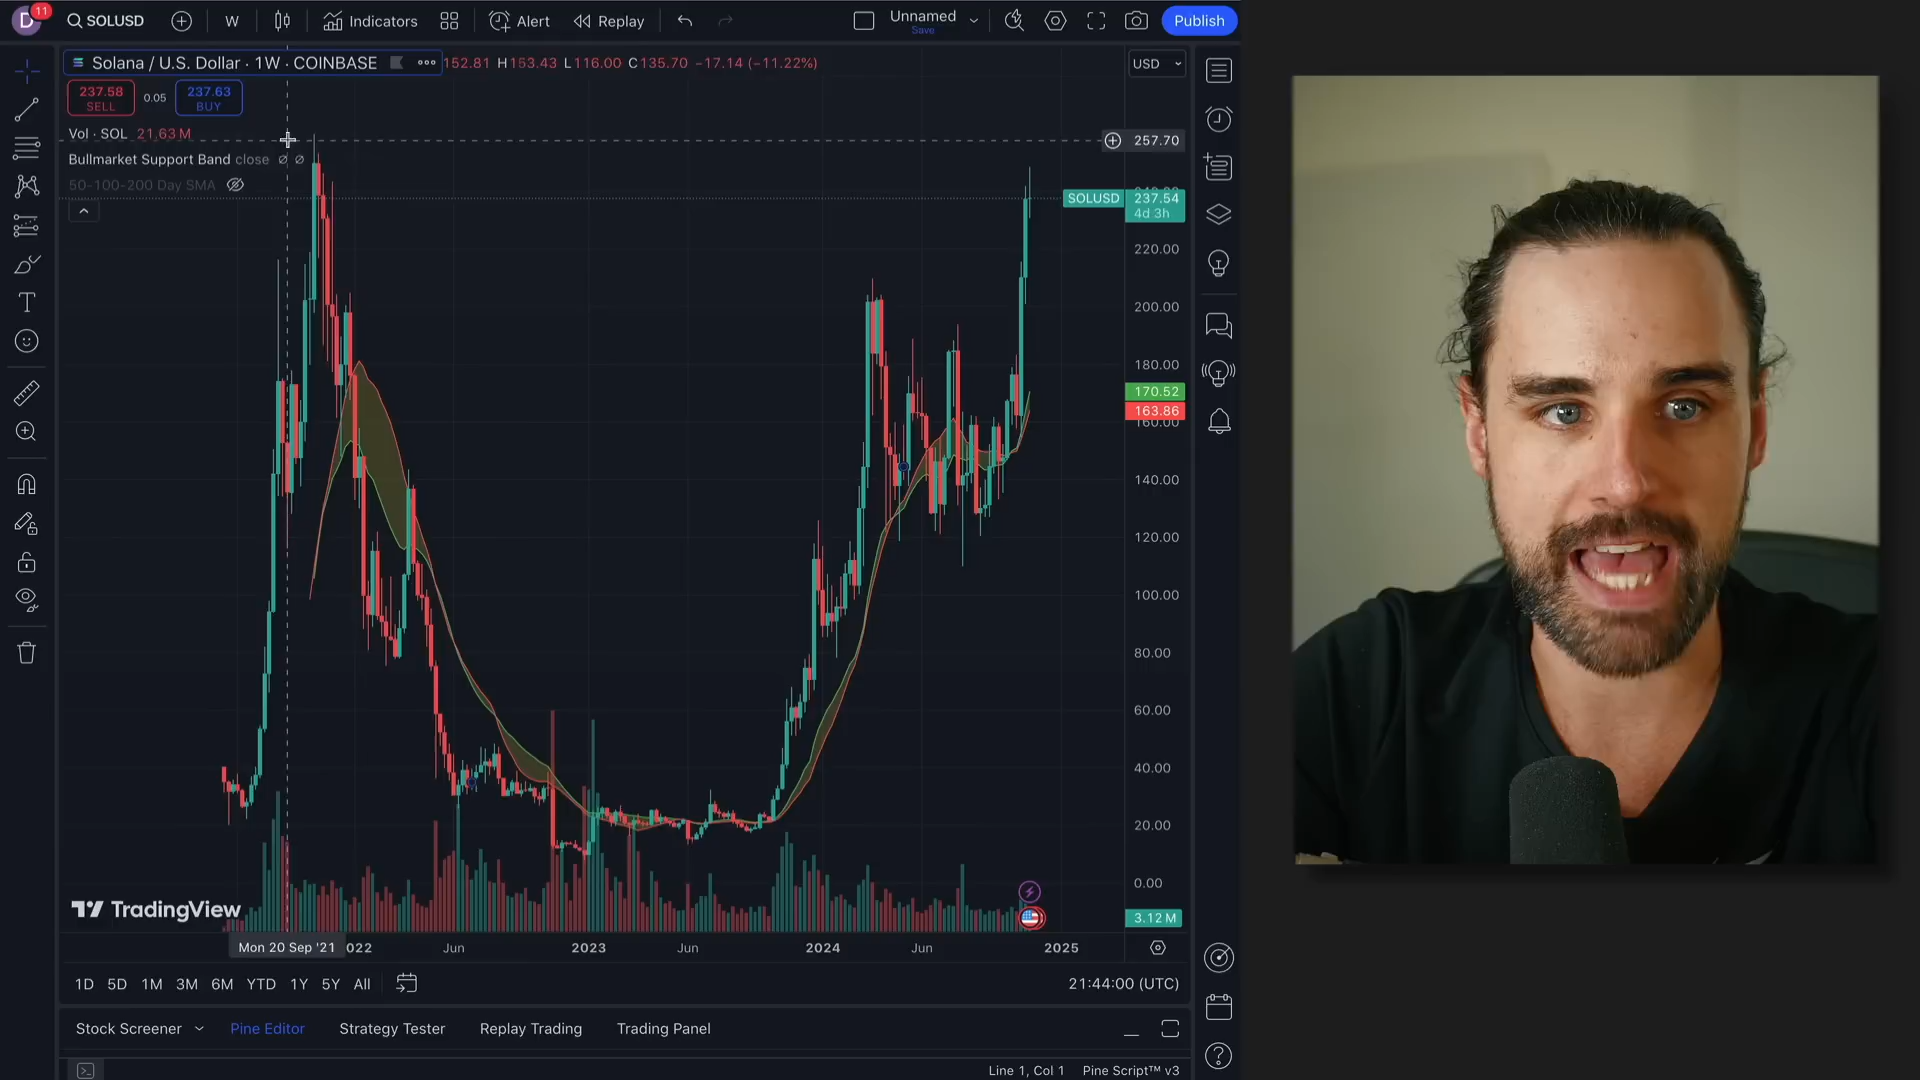 D 11 SOLUSD W Indicators Alert Replay Unnamed Publish
Save
Solana / U.S. Dollar · 1W · COINBASE 152.81 H153.43 L116.00 C135.70 −17.14 (−11.22%) USD
237.58 SELL 0.05 237.63 BUY
Vol · SOL 21.63 M
257.70
Bullmarket Support Band close ∅ ∅
50-100-200 Day SMA
SOLUSD 237.54
4d 3h
220.00
200.00
180.00
170.52
163.86
160.00
140.00
120.00
100.00
80.00
60.00
40.00
20.00
0.00
TradingView
3.12 M
Mon 20 Sep '21 022 Jun 2023 Jun 2024 Jun 2025
1D 5D 1M 3M 6M YTD 1Y 5Y All 21:44:00 (UTC)
Stock Screener Pine Editor Strategy Tester Replay Trading Trading Panel
Line 1, Col 1 Pine Script™ v3